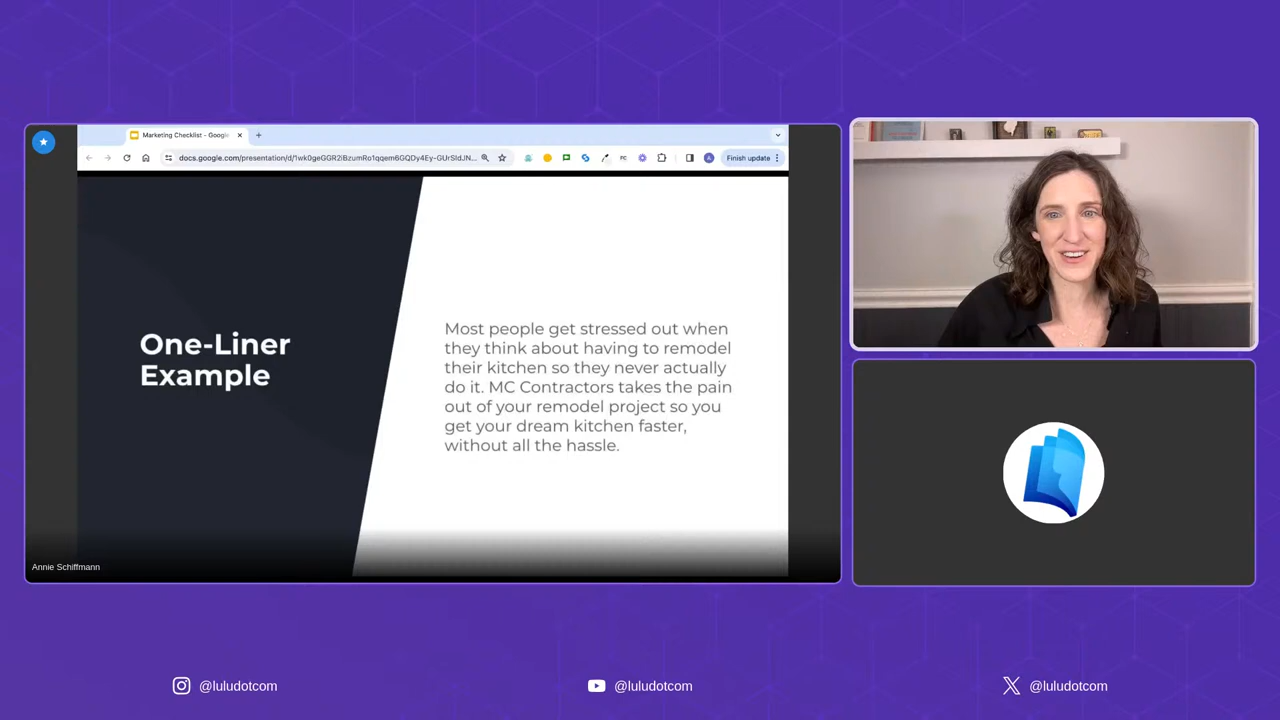 Marketing Checklist - Google
docs.google.com/presentation/d/1wk0geGGR2iBzumRo1qqem6GQDy4Ey-GUrSIdJN...
Finish update
One-Liner
Example
Most people get stressed out when
they think about having to remodel
their kitchen so they never actually
do it. MC Contractors takes the pain
out of your remodel project so you
get your dream kitchen faster,
without all the hassle.
Annie Schiffmann
@luludotcom
@luludotcom
@luludotcom